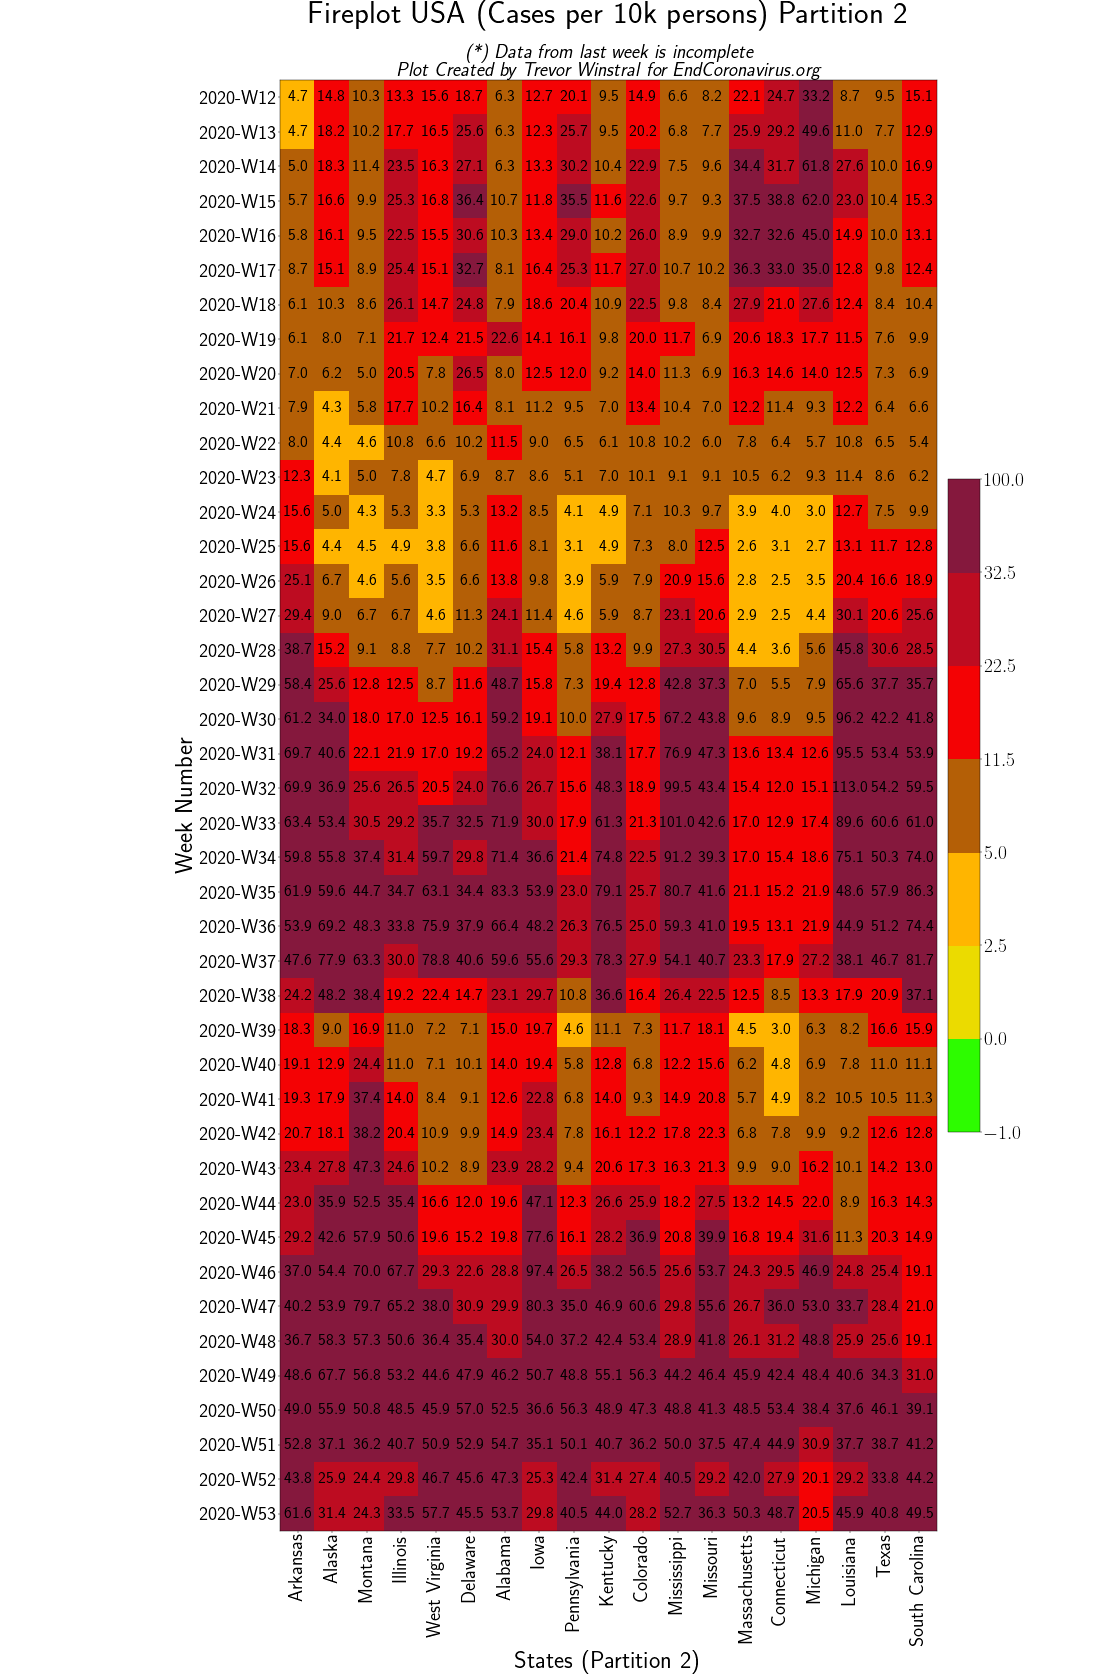 Fireplot USA (Cases per 10k persons) Partition 2
(*) Data from last week is incomplete
Plot Created by Trevor Winstral for EndCoronavirus.org
2020-W12 4.7 14.8 10.3 13.3 15.6 18.7 6.3 12.7 20.1 9.5 14.9 6.6 8.2 22.1 24.7 33.2 8.7 9.5 15.1
2020-W13 4.7 18.2 10.2 17.7 16.5 25.6 6.3 12.3 25.7 9.5 20.2 6.8 7.7 25.9 29.2 49.6 11.0 7.7 12.9
2020-W14 5.0 18.3 11.4 23.5 16.3 27.1 6.3 13.3 30.2 10.4 22.9 7.5 9.6 34.4 31.7 61.8 27.6 10.0 16.9
2020-W15 5.7 16.6 9.9 25.3 16.8 36.4 10.7 11.8 35.5 11.6 22.6 9.7 9.3 37.5 38.8 62.0 23.0 10.4 15.3
2020-W16 5.8 16.1 9.5 22.5 15.5 30.6 10.3 13.4 29.0 10.2 26.0 8.9 9.9 32.7 32.6 45.0 14.9 10.0 13.1
2020-W17 8.7 15.1 8.9 25.4 15.1 32.7 8.1 16.4 25.3 11.7 27.0 10.7 10.2 36.3 33.0 35.0 12.8 9.8 12.4
2020-W18 6.1 10.3 8.6 26.1 14.7 24.8 7.9 18.6 20.4 10.9 22.5 9.8 8.4 27.9 21.0 27.6 12.4 8.4 10.4
2020-W19 6.1 8.0 7.1 21.7 12.4 21.5 22.6 14.1 16.1 9.8 20.0 11.7 6.9 20.6 18.3 17.7 11.5 7.6 9.9
2020-W20 7.0 6.2 5.0 20.5 7.8 26.5 8.0 12.5 12.0 9.2 14.0 11.3 6.9 16.3 14.6 14.0 12.5 7.3 6.9
2020-W21 7.9 4.3 5.8 17.7 10.2 16.4 8.1 11.2 9.5 7.0 13.4 10.4 7.0 12.2 11.4 9.3 12.2 6.4 6.6
2020-W22 8.0 4.4 4.6 10.8 6.6 10.2 11.5 9.0 6.5 6.1 10.8 10.2 6.0 7.8 6.4 5.7 10.8 6.5 5.4
2020-W23 12.3 4.1 5.0 7.8 4.7 6.9 8.7 8.6 5.1 7.0 10.1 9.1 9.1 10.5 6.2 9.3 11.4 8.6 6.2
2020-W24 15.6 5.0 4.3 5.3 3.3 5.3 13.2 8.5 4.1 4.9 7.1 10.3 9.7 3.9 4.0 3.0 12.7 7.5 9.9
2020-W25 15.6 4.4 4.5 4.9 3.8 6.6 11.6 8.1 3.1 4.9 7.3 8.0 12.5 2.6 3.1 2.7 13.1 11.7 12.8
2020-W26 25.1 6.7 4.6 5.6 3.5 6.6 13.8 9.8 3.9 5.9 7.9 20.9 15.6 2.8 2.5 3.5 20.4 16.6 18.9
2020-W27 29.4 9.0 6.7 6.7 4.6 11.3 24.1 11.4 4.6 5.9 8.7 23.1 20.6 2.9 2.5 4.4 30.1 20.6 25.6
2020-W28 38.7 15.2 9.1 8.8 7.7 10.2 31.1 15.4 5.8 13.2 9.9 27.3 30.5 4.4 3.6 5.6 45.8 30.6 28.5
2020-W29 58.4 25.6 12.8 12.5 8.7 11.6 48.7 15.8 7.3 19.4 12.8 42.8 37.3 7.0 5.5 7.9 65.6 37.7 35.7
2020-W30 61.2 34.0 18.0 17.0 12.5 16.1 59.2 19.1 10.0 27.9 17.5 67.2 43.8 9.6 8.9 9.5 96.2 42.2 41.8
2020-W31 69.7 40.6 22.1 21.9 17.0 19.2 65.2 24.0 12.1 38.1 17.7 76.9 47.3 13.6 13.4 12.6 95.5 53.4 53.9
2020-W32 69.9 36.9 25.6 26.5 20.5 24.0 76.6 26.7 15.6 48.3 18.9 99.5 43.4 15.4 12.0 15.1 113.0 54.2 59.5
2020-W33 63.4 53.4 30.5 29.2 35.7 32.5 71.9 30.0 17.9 61.3 21.3 101.0 42.6 17.0 12.9 17.4 89.6 60.6 61.0
2020-W34 59.8 55.8 37.4 31.4 59.7 29.8 71.4 36.6 21.4 74.8 22.5 91.2 39.3 17.0 15.4 18.6 75.1 50.3 74.0
2020-W35 61.9 59.6 44.7 34.7 63.1 34.4 83.3 53.9 23.0 79.1 25.7 80.7 41.6 21.1 15.2 21.9 48.6 57.9 86.3
2020-W36 53.9 69.2 48.3 33.8 75.9 37.9 66.4 48.2 26.3 76.5 25.0 59.3 41.0 19.5 13.1 21.9 44.9 51.2 74.4
2020-W37 47.6 77.9 63.3 30.0 78.8 40.6 59.6 55.6 29.3 78.3 27.9 54.1 40.7 23.3 17.9 27.2 38.1 46.7 81.7
2020-W38 24.2 48.2 38.4 19.2 22.4 14.7 23.1 29.7 10.8 36.6 16.4 26.4 22.5 12.5 8.5 13.3 17.9 20.9 37.1
2020-W39 18.3 9.0 16.9 11.0 7.2 7.1 15.0 19.7 4.6 11.1 7.3 11.7 18.1 4.5 3.0 6.3 8.2 16.6 15.9
2020-W40 19.1 12.9 24.4 11.0 7.1 10.1 14.0 19.4 5.8 12.8 6.8 12.2 15.6 6.2 4.8 6.9 7.8 11.0 11.1
2020-W41 19.3 17.9 37.4 14.0 8.4 9.1 12.6 22.8 6.8 14.0 9.3 14.9 20.8 5.7 4.9 8.2 10.5 10.5 11.3
2020-W42 20.7 18.1 38.2 20.4 10.9 9.9 14.9 23.4 7.8 16.1 12.2 17.8 22.3 6.8 7.8 9.9 9.2 12.6 12.8
2020-W43 23.4 27.8 47.3 24.6 10.2 8.9 23.9 28.2 9.4 20.6 17.3 16.3 21.3 9.9 9.0 16.2 10.1 14.2 13.0
2020-W44 23.0 35.9 52.5 35.4 16.6 12.0 19.6 47.1 12.3 26.6 25.9 18.2 27.5 13.2 14.5 22.0 8.9 16.3 14.3
2020-W45 29.2 42.6 57.9 50.6 19.6 15.2 19.8 77.6 16.1 28.2 36.9 20.8 39.9 16.8 19.4 31.6 11.3 20.3 14.9
2020-W46 37.0 54.4 70.0 67.7 29.3 22.6 28.8 97.4 26.5 38.2 56.5 25.6 53.7 24.3 29.5 46.9 24.8 25.4 19.1
2020-W47 40.2 53.9 79.7 65.2 38.0 30.9 29.9 80.3 35.0 46.9 60.6 29.8 55.6 26.7 36.0 53.0 33.7 28.4 21.0
2020-W48 36.7 58.3 57.3 50.6 36.4 35.4 30.0 54.0 37.2 42.4 53.4 28.9 41.8 26.1 31.2 48.8 25.9 25.6 19.1
2020-W49 48.6 67.7 56.8 53.2 44.6 47.9 46.2 50.7 48.8 55.1 56.3 44.2 46.4 45.9 42.4 48.4 40.6 34.3 31.0
2020-W50 49.0 55.9 50.8 48.5 45.9 57.0 52.5 36.6 56.3 48.9 47.3 48.8 41.3 48.5 53.4 38.4 37.6 46.1 39.1
2020-W51 52.8 37.1 36.2 40.7 50.9 52.9 54.7 35.1 50.1 40.7 36.2 50.0 37.5 47.4 44.9 30.9 37.7 38.7 41.2
2020-W52 43.8 25.9 24.4 29.8 46.7 45.6 47.3 25.3 42.4 31.4 27.4 40.5 29.2 42.0 27.9 20.1 29.2 33.8 44.2
2020-W53 61.6 31.4 24.3 33.5 57.7 45.5 53.7 29.8 40.5 44.0 28.2 52.7 36.3 50.3 48.7 20.5 45.9 40.8 49.5
Week Number
Arkansas
Alaska
Montana
Illinois
West Virginia
Delaware
Alabama
Iowa
Pennsylvania
Kentucky
Colorado
Mississippi
Missouri
Massachusetts
Connecticut
Michigan
Louisiana
Texas
South Carolina
States (Partition 2)
100.0
32.5
22.5
11.5
5.0
2.5
0.0
−1.0